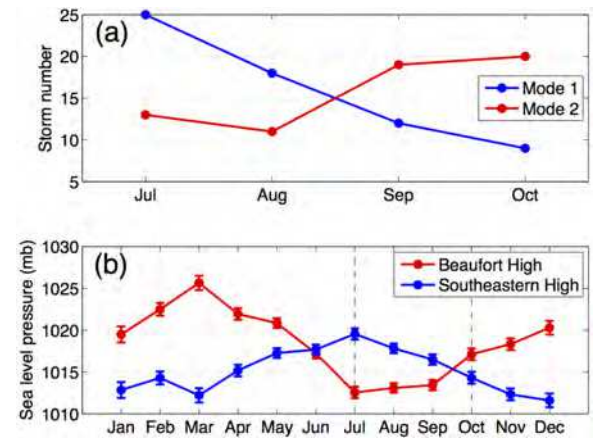 (a)
25
20
15
10
5
Storm number
Mode 1
Mode 2
Jul Aug Sep Oct
(b)
1030
1025
1020
1015
1010
Sea level pressure (mb)
Beaufort High
Southeastern High
Jan Feb Mar Apr May Jun Jul Aug Sep Oct Nov Dec